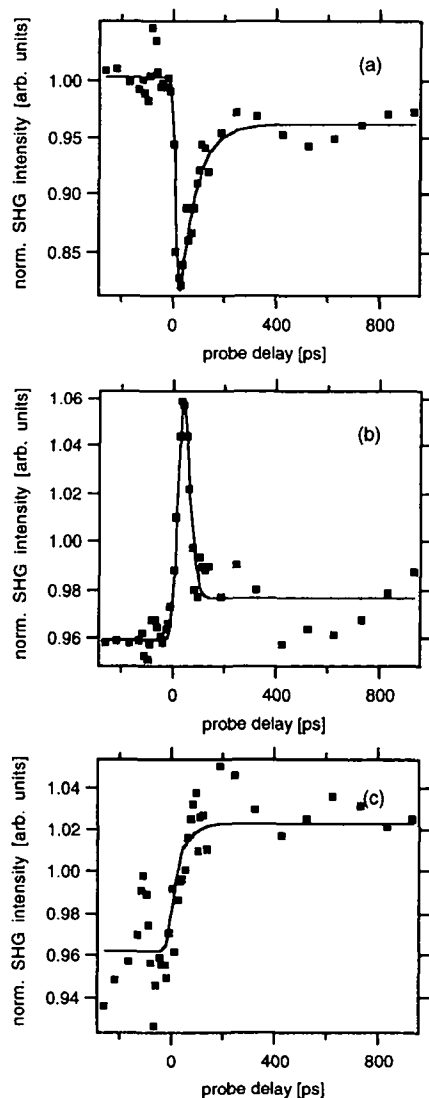 (a)
norm. SHG intensity [arb. units]
1.00
0.95
0.90
0.85
0
400
800
probe delay [ps]
(b)
norm. SHG intensity [arb. units]
1.06
1.04
1.02
1.00
0.98
0.96
0
400
800
probe delay [ps]
(c)
norm. SHG intensity [arb. units]
1.04
1.02
1.00
0.98
0.96
0.94
0
400
800
probe delay [ps]